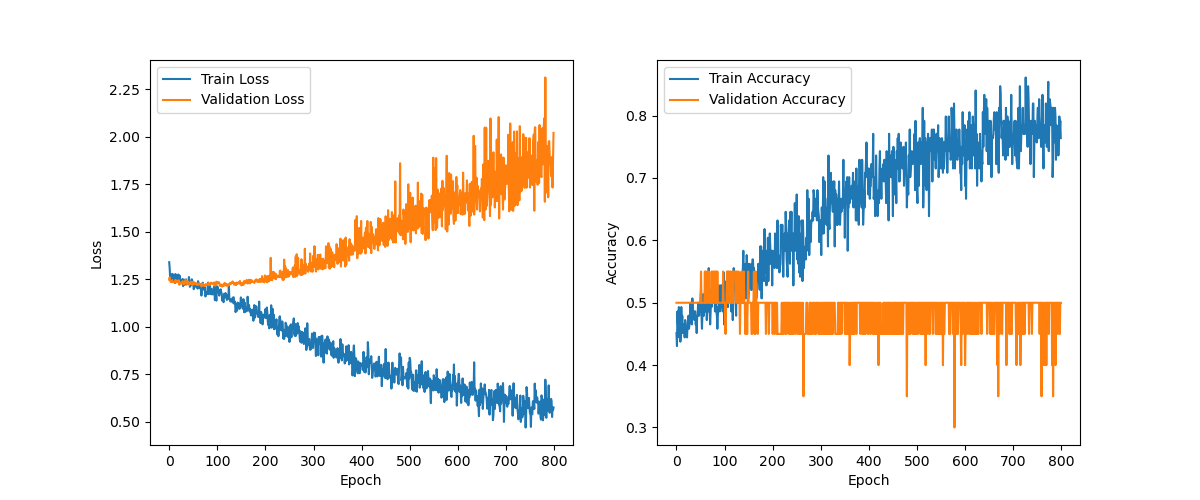 Train Loss
Validation Loss
2.25
2.00
1.75
1.50
1.25
1.00
0.75
0.50
Loss
0 100 200 300 400 500 600 700 800
Epoch
Train Accuracy
Validation Accuracy
0.8
0.7
0.6
0.5
0.4
0.3
Accuracy
0 100 200 300 400 500 600 700 800
Epoch